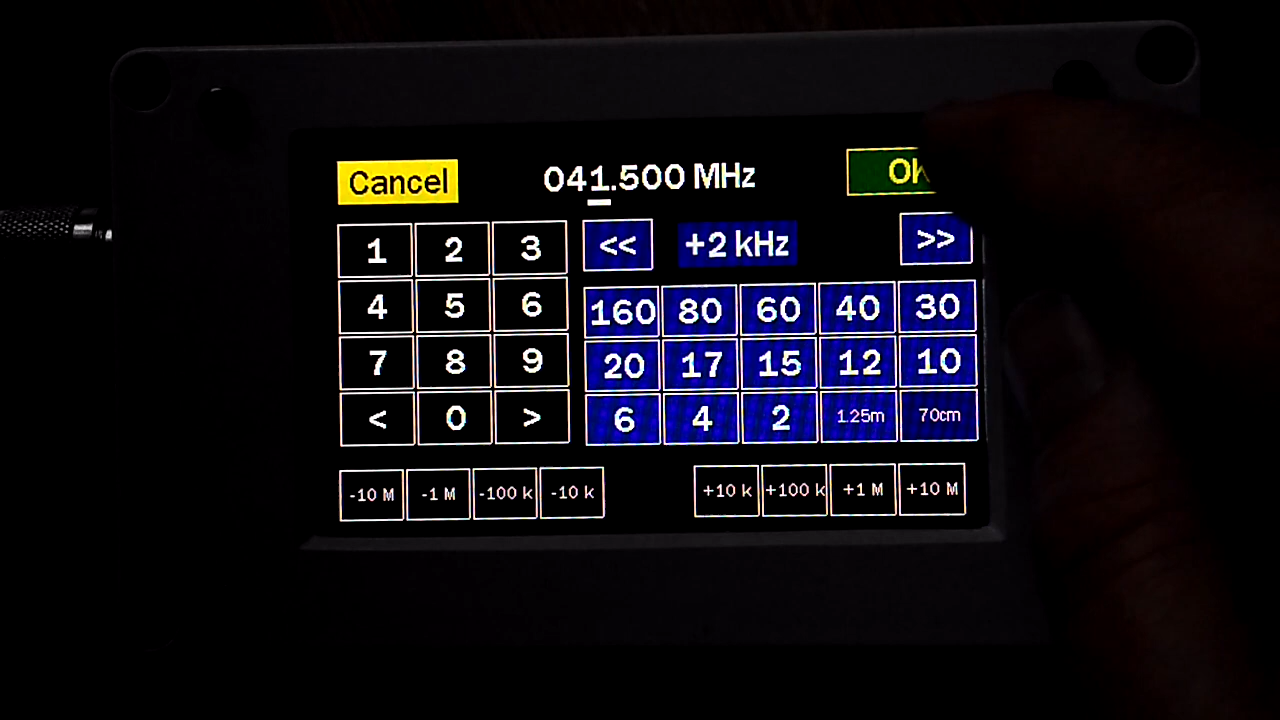 Cancel 041.500 MHz OK
1 2 3 << +2 kHz >>
4 5 6 160 80 60 40 30
7 8 9 20 17 15 12 10
< 0 > 6 4 2 1.25m 70cm
-10 M -1 M -100 k -10 k +10 k +100 k +1 M +10 M